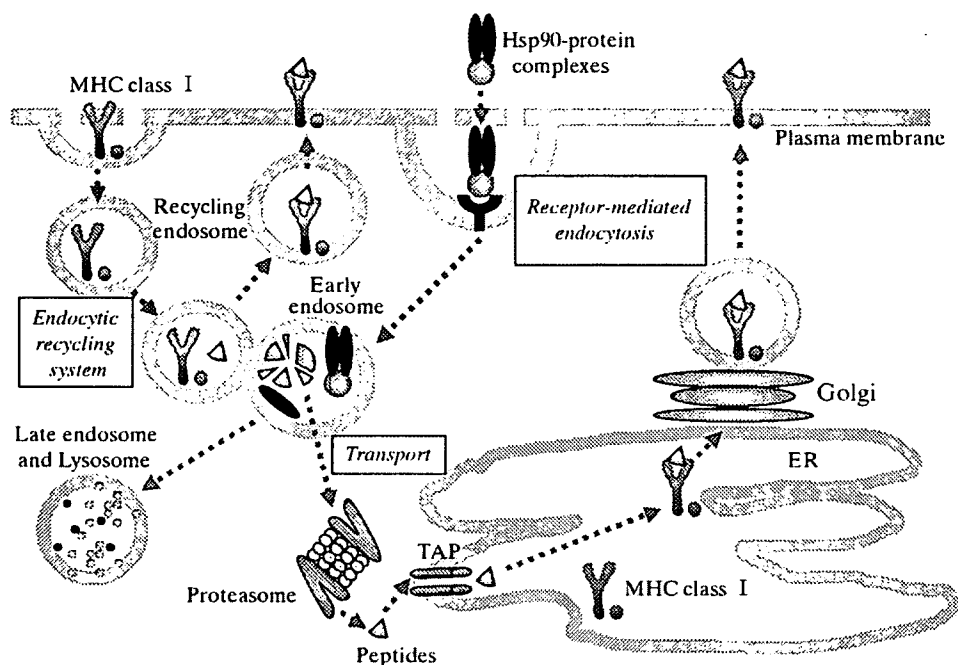 Hsp90-protein
complexes
MHC class I
Plasma membrane
Recycling
endosome
Receptor-mediated
endocytosis
Early
endosome
Endocytic
recycling
system
Golgi
Late endosome
and Lysosome
Transport
ER
TAP
Proteasome
MHC class I
Peptides